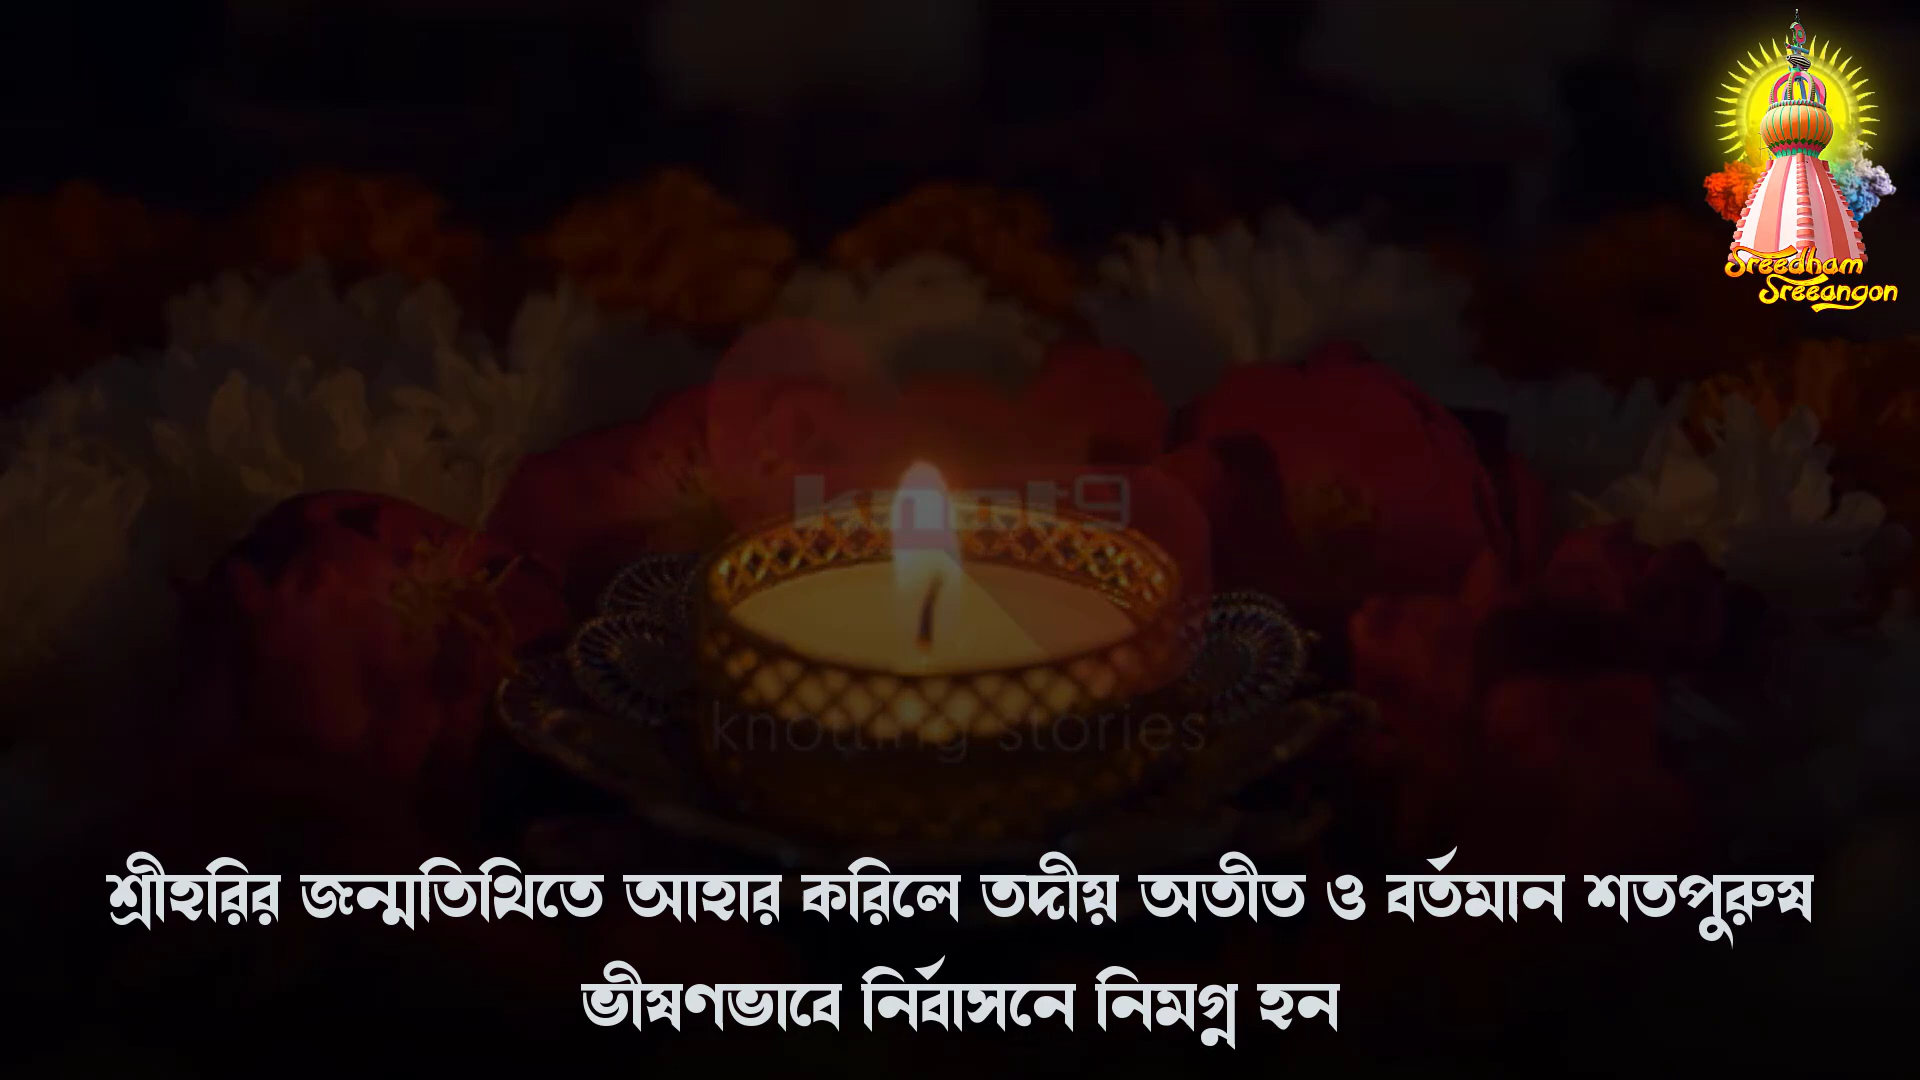 Sreedham
Sreeangon
knot9
knotting stories
শ্রীহরির জন্মতিথিতে আহার করিলে তদীয় অতীত ও বর্তমান শতপুরুষ
ভীষণভাবে নির্বাসনে নিমগ্ন হন